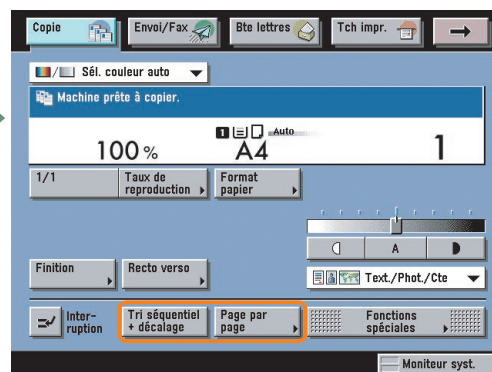 Copie
Envoi/Fax
Bte lettres
Tch impr.
Sél. couleur auto
Machine prête à copier.
1 Auto
100 % A4 1
1/1
Taux de
reproduction
Format
papier
A
Finition
Recto verso
Text./Phot./Cte
Inter-
ruption
Tri séquentiel
+ décalage
Page par
page
Fonctions
spéciales
Moniteur syst.